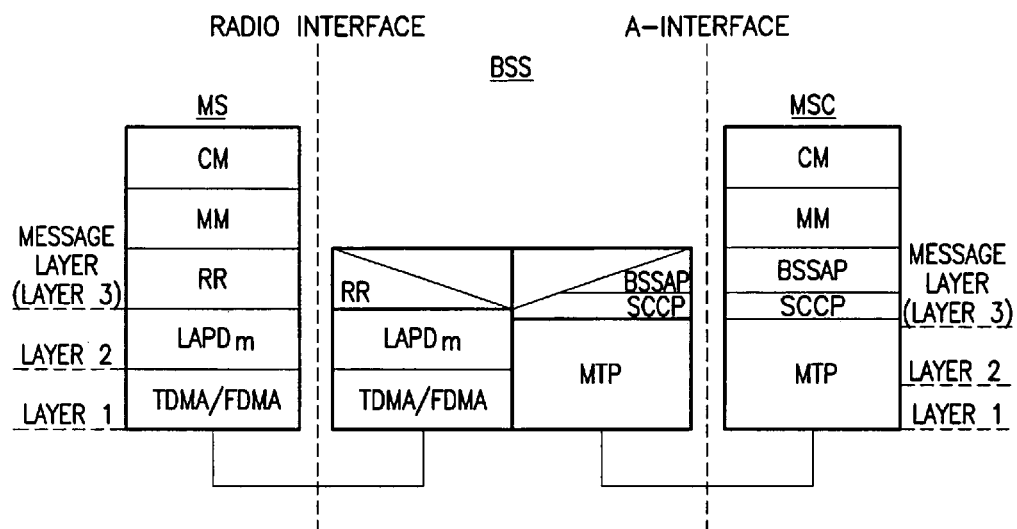 RADIO INTERFACE
A-INTERFACE
BSS
MS
CM
MM
RR
LAPDm
TDMA/FDMA
MESSAGE
LAYER
(LAYER 3)
LAYER 2
LAYER 1
RR
LAPDm
TDMA/FDMA
BSSAP
SCCP
MTP
MSC
CM
MM
BSSAP
SCCP
MTP
MESSAGE
LAYER
(LAYER 3)
LAYER 2
LAYER 1